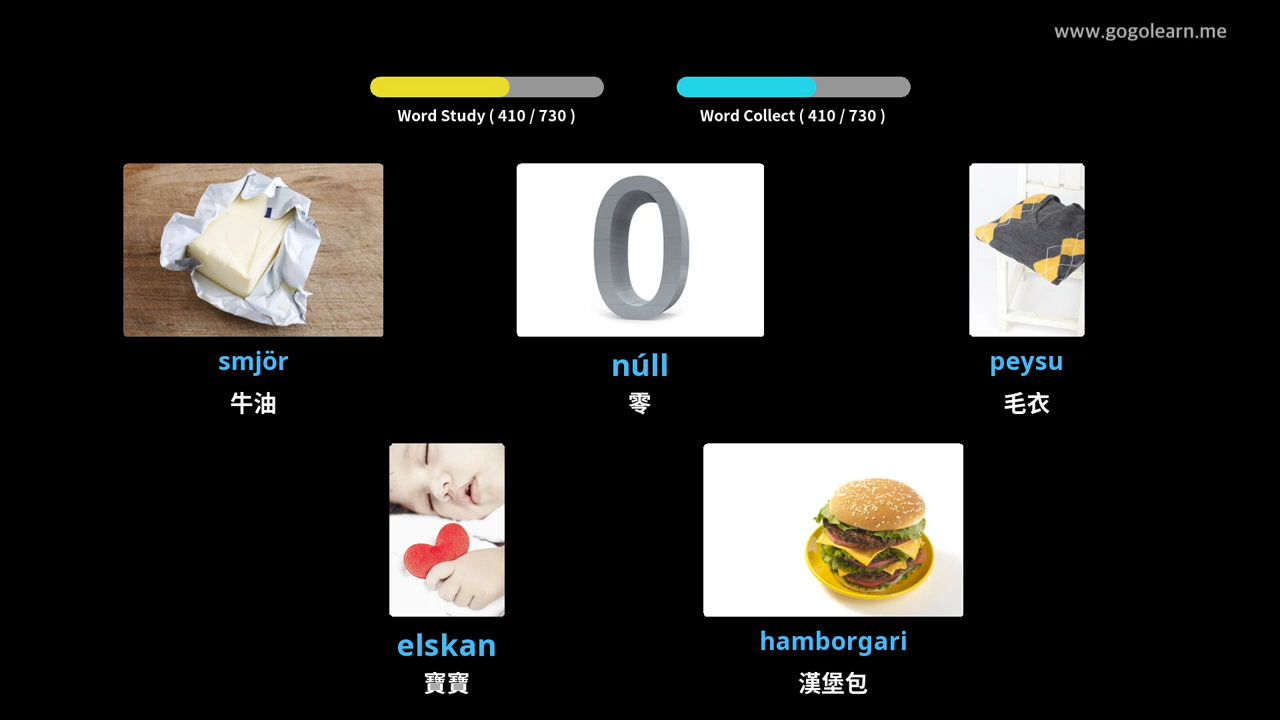 www.gogolearn.me
Word Study ( 410 / 730 )
Word Collect ( 410 / 730 )
smjör
牛油
núll
零
peysu
毛衣
elskan
寶寶
hamborgari
漢堡包